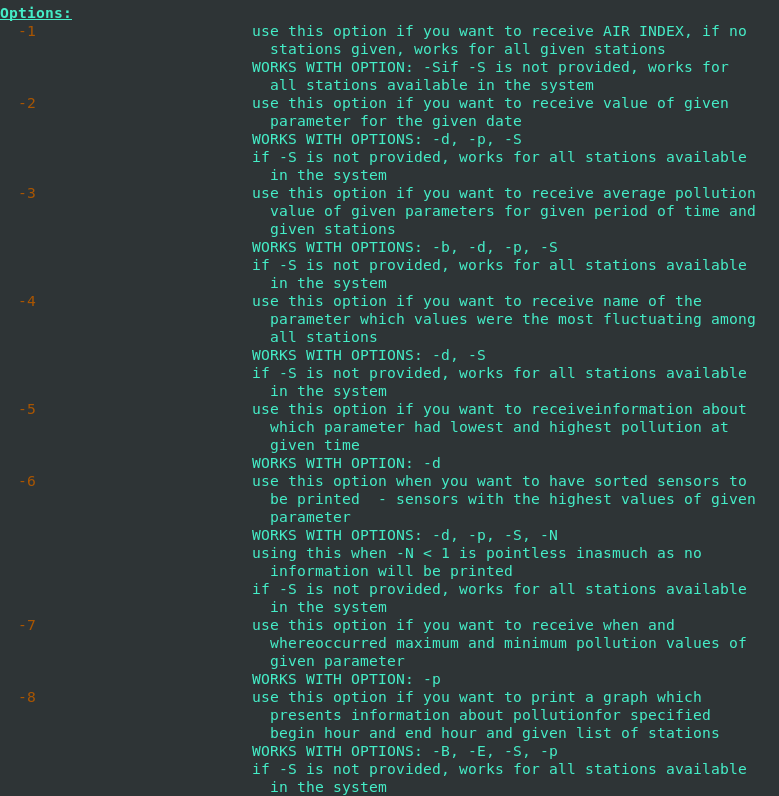 Options:
-1 use this option if you want to receive AIR INDEX, if no
stations given, works for all given stations
WORKS WITH OPTION: -Sif -S is not provided, works for
all stations available in the system
-2 use this option if you want to receive value of given
parameter for the given date
WORKS WITH OPTIONS: -d, -p, -S
if -S is not provided, works for all stations available
in the system
-3 use this option if you want to receive average pollution
value of given parameters for given period of time and
given stations
WORKS WITH OPTIONS: -b, -d, -p, -S
if -S is not provided, works for all stations available
in the system
-4 use this option if you want to receive name of the
parameter which values were the most fluctuating among
all stations
WORKS WITH OPTIONS: -d, -S
if -S is not provided, works for all stations available
in the system
-5 use this option if you want to receiveinformation about
which parameter had lowest and highest pollution at
given time
WORKS WITH OPTION: -d
-6 use this option when you want to have sorted sensors to
be printed  - sensors with the highest values of given
parameter
WORKS WITH OPTIONS: -d, -p, -S, -N
using this when -N < 1 is pointless inasmuch as no
information will be printed
if -S is not provided, works for all stations available
in the system
-7 use this option if you want to receive when and
whereoccurred maximum and minimum pollution values of
given parameter
WORKS WITH OPTION: -p
-8 use this option if you want to print a graph which
presents information about pollutionfor specified
begin hour and end hour and given list of stations
WORKS WITH OPTIONS: -B, -E, -S, -p
if -S is not provided, works for all stations available
in the system